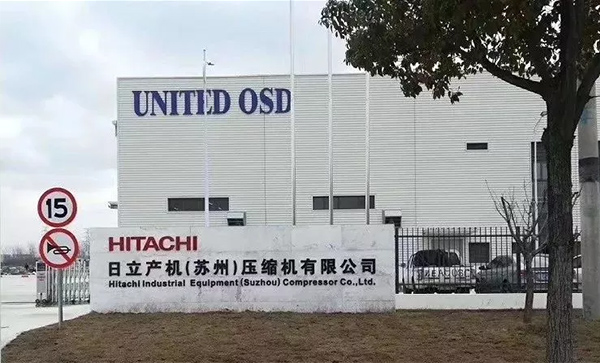 UNITED OSD
15
HITACHI
日立产机(苏州)压缩机有限公司
Hitachi Industrial Equipment(Suzhou) Compressor Co.,Ltd.